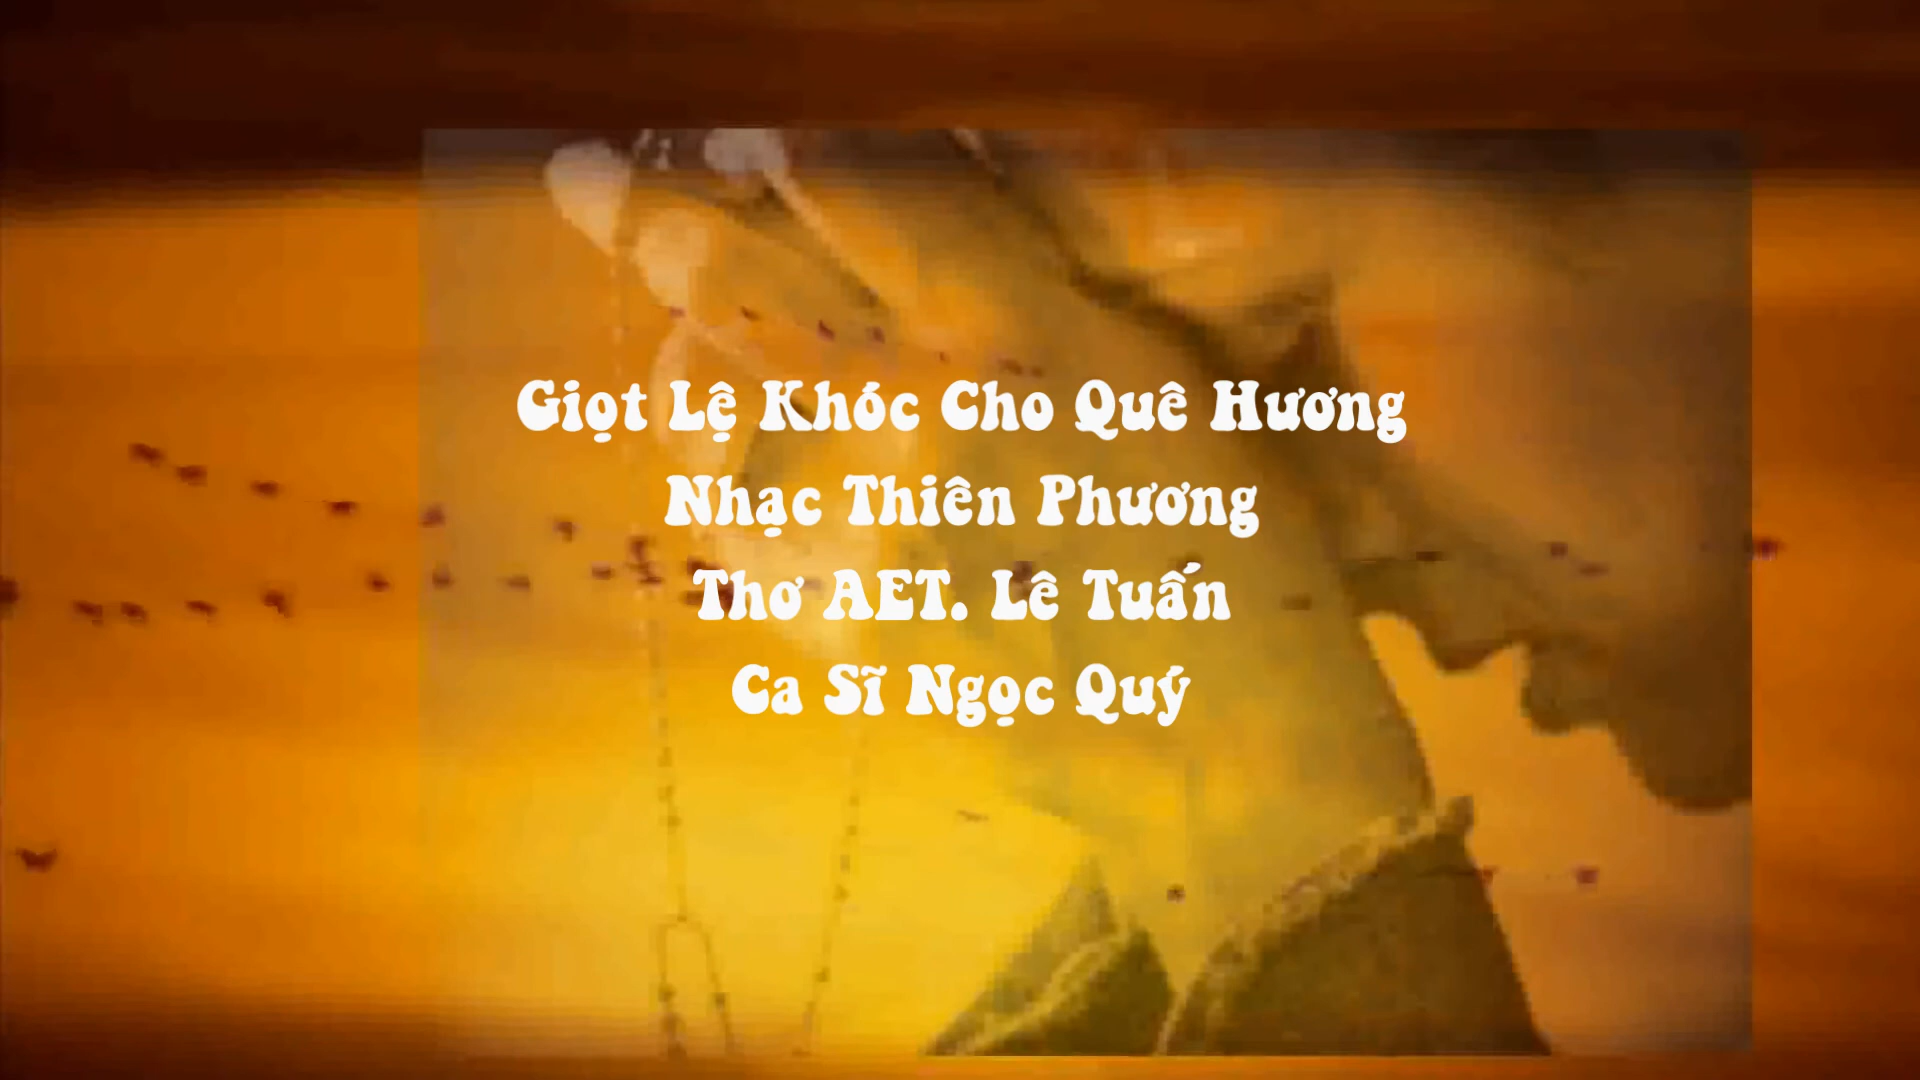 Giọt Lệ Khóc Cho Quê Hương
Nhạc Thiên Phương
Thơ AET. Lê Tuấn
Ca Sĩ Ngọc Quý